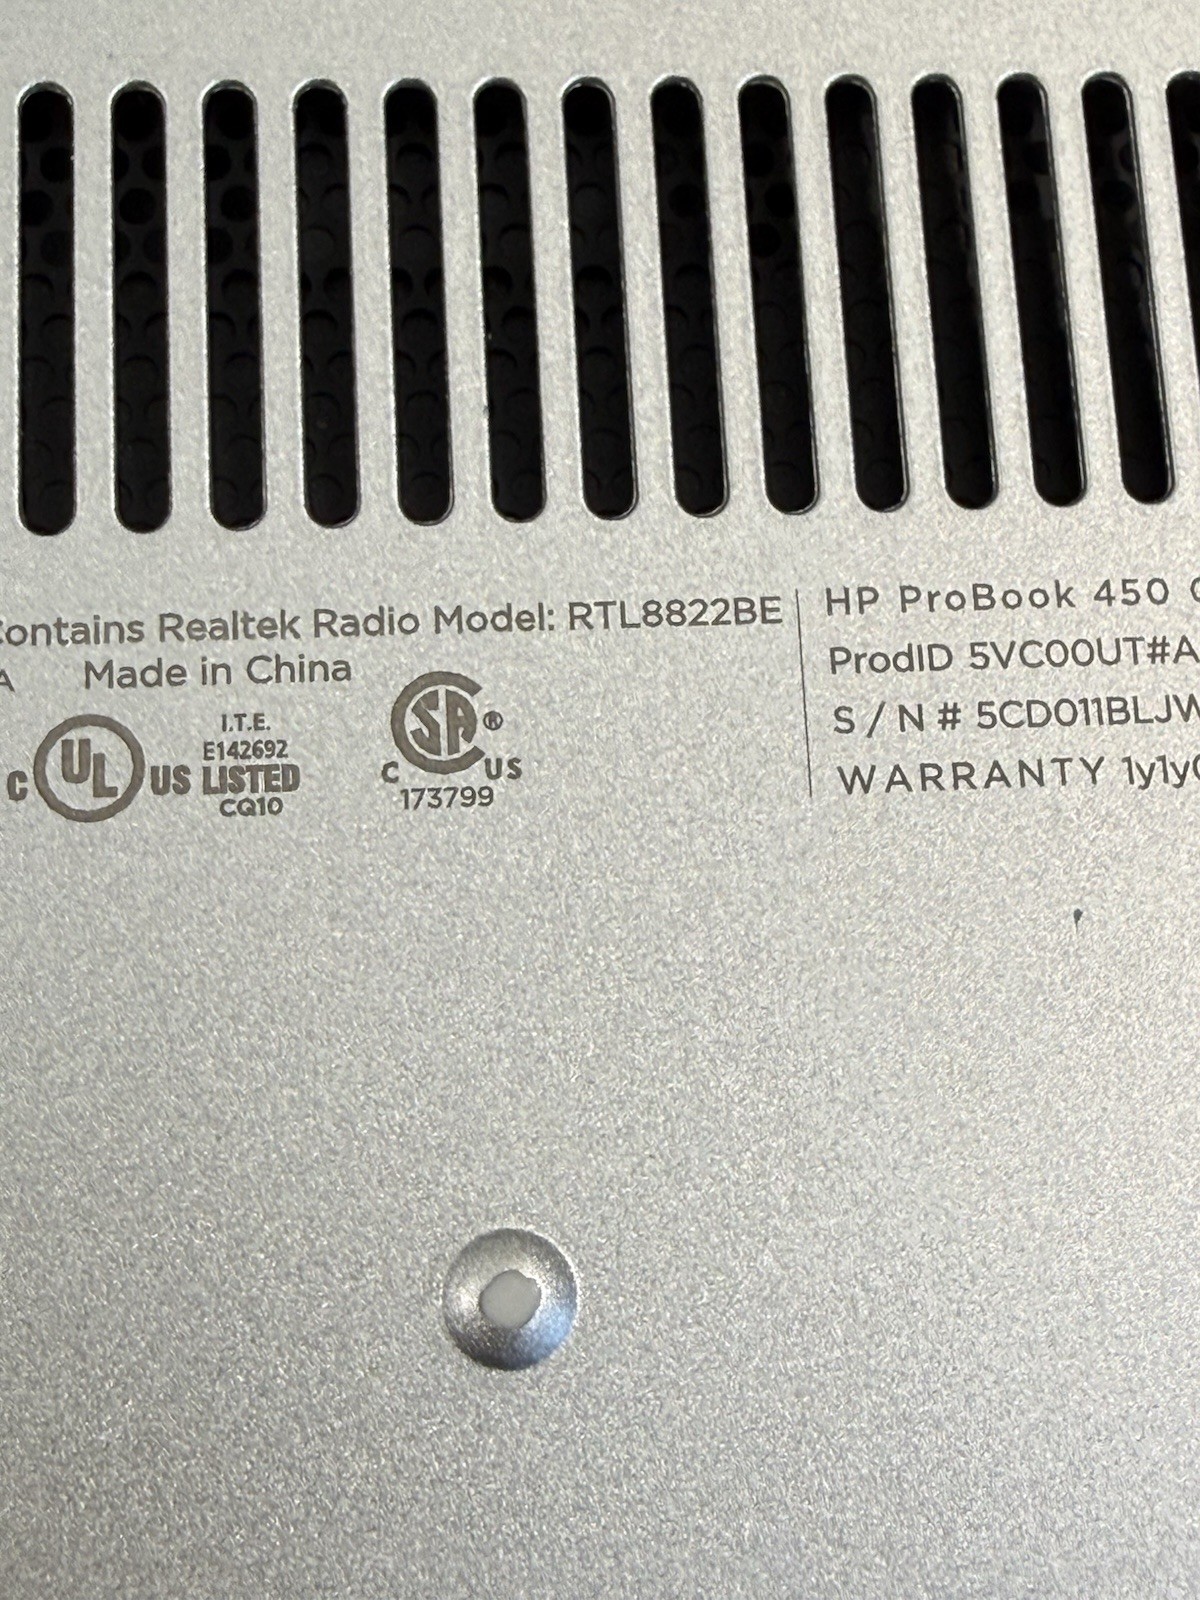 Contains Realtek Radio Model: RTL8822BE
A Made in China
C UL US
I.T.E.
E142692
LISTED
CQ10
SA ®
C US
173799
HP ProBook 450
ProdID 5VC00UT#A
S/N # 5CD011BLJW
WARRANTY 1y1y